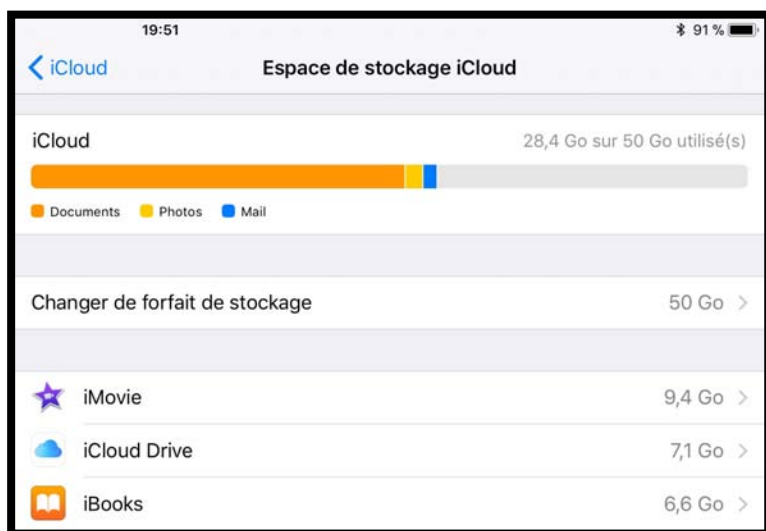 19:51 91 %
iCloud Espace de stockage iCloud
iCloud 28,4 Go sur 50 Go utilisé(s)
Documents Photos Mail
Changer de forfait de stockage 50 Go
iMovie 9,4 Go
iCloud Drive 7,1 Go
iBooks 6,6 Go